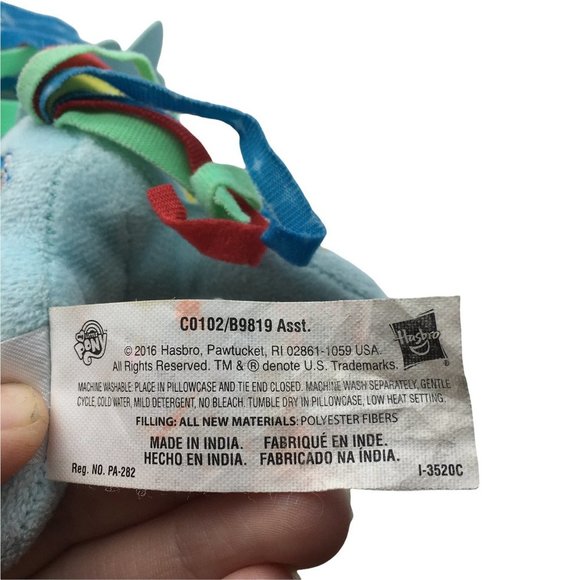 C0102/B9819 Asst.
© 2016 Hasbro, Pawtucket, RI 02861-1059 USA.
All Rights Reserved. TM & ® denote U.S. Trademarks.
MACHINE WASHABLE: PLACE IN PILLOWCASE AND TIE END CLOSED. MACHINE WASH SEPARATELY, GENTLE
CYCLE, COLD WATER, MILD DETERGENT, NO BLEACH. TUMBLE DRY IN PILLOWCASE, LOW HEAT SETTING.
FILLING: ALL NEW MATERIALS: POLYESTER FIBERS
MADE IN INDIA. FABRIQUÉ EN INDE.
HECHO EN INDIA. FABRICADO NA ÍNDIA.
Reg. NO. PA-282
I-3520C
PONY
Hasbro